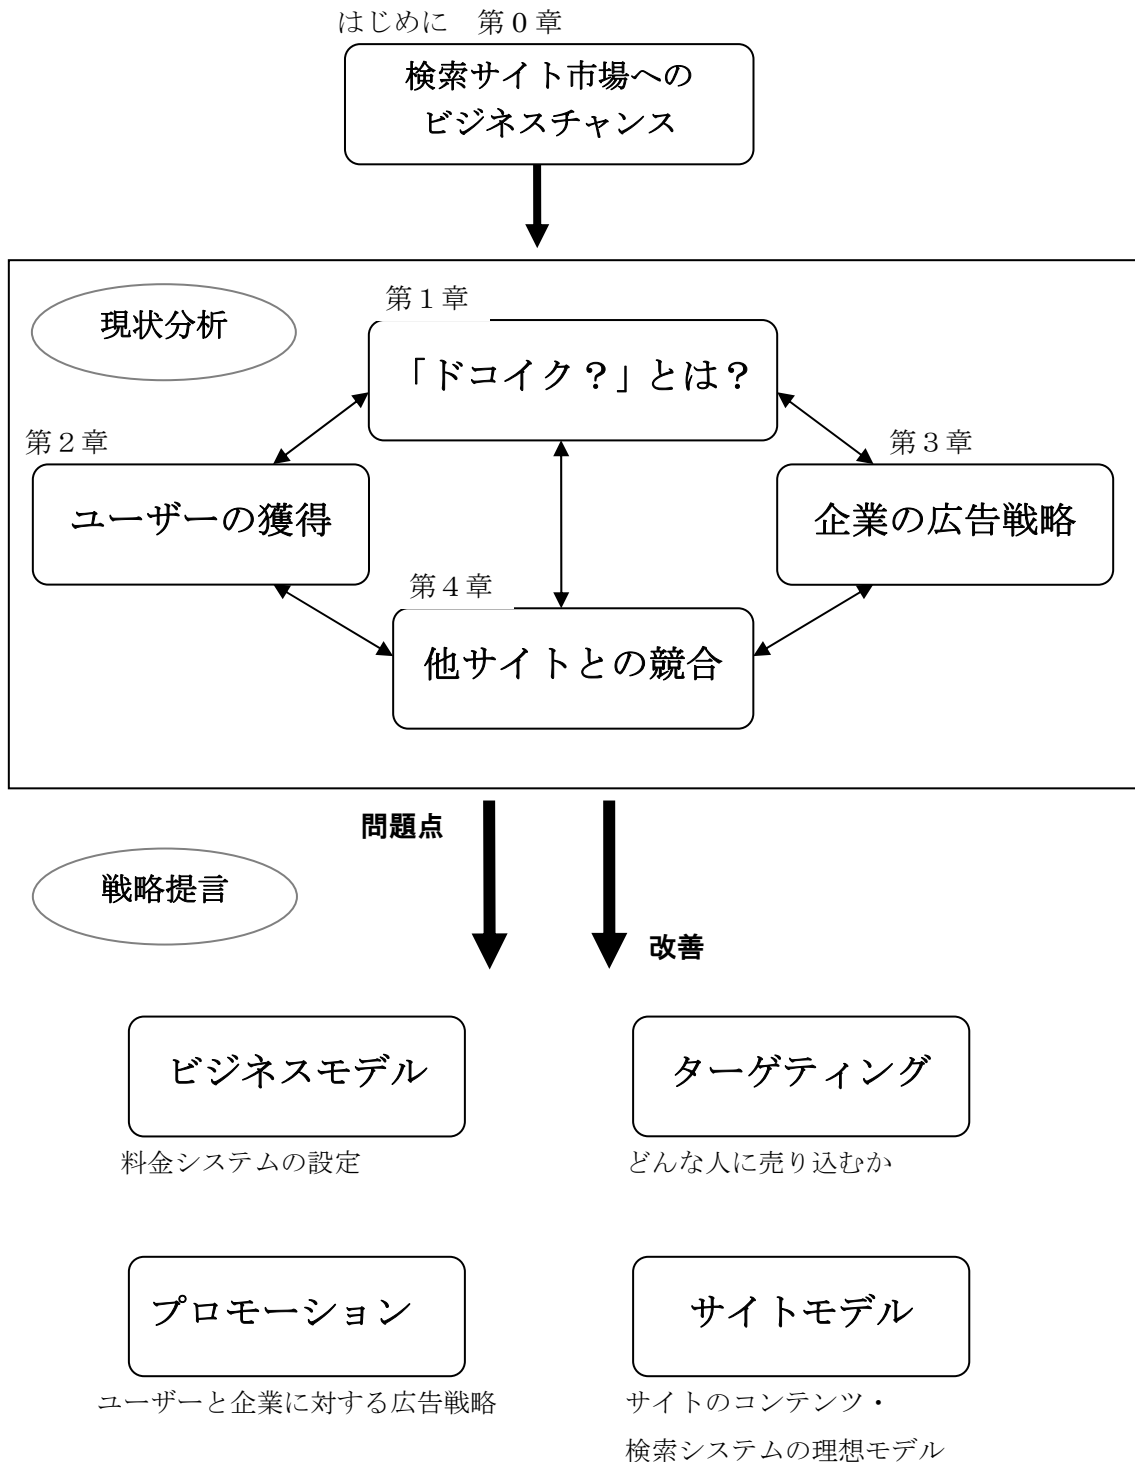 はじめに　第０章
検索サイト市場への
ビジネスチャンス
現状分析
第１章
「ドコイク？」とは？
第２章
ユーザーの獲得
第３章
企業の広告戦略
第４章
他サイトとの競合
問題点
戦略提言
改善
ビジネスモデル
料金システムの設定
ターゲティング
どんな人に売り込むか
プロモーション
ユーザーと企業に対する広告戦略
サイトモデル
サイトのコンテンツ・
検索システムの理想モデル